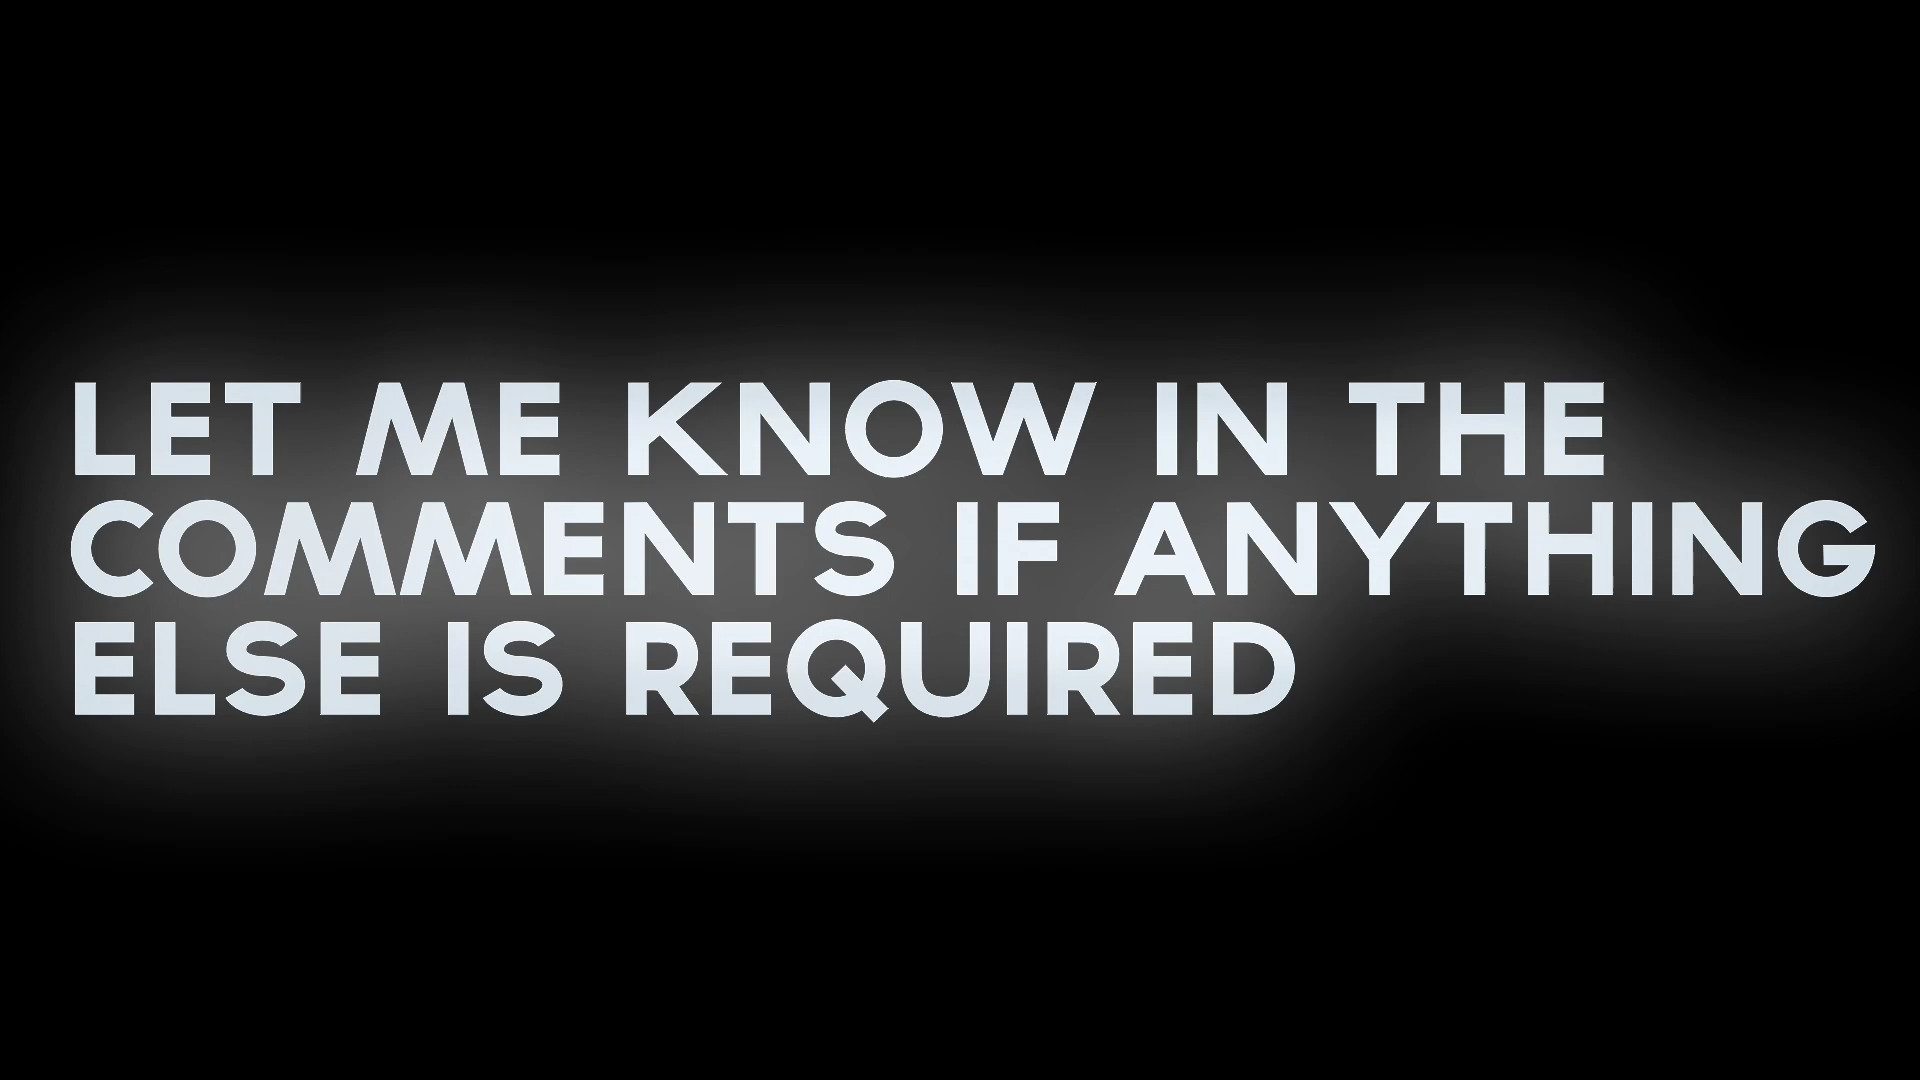 LET ME KNOW IN THE
COMMENTS IF ANYTHING
ELSE IS REQUIRED